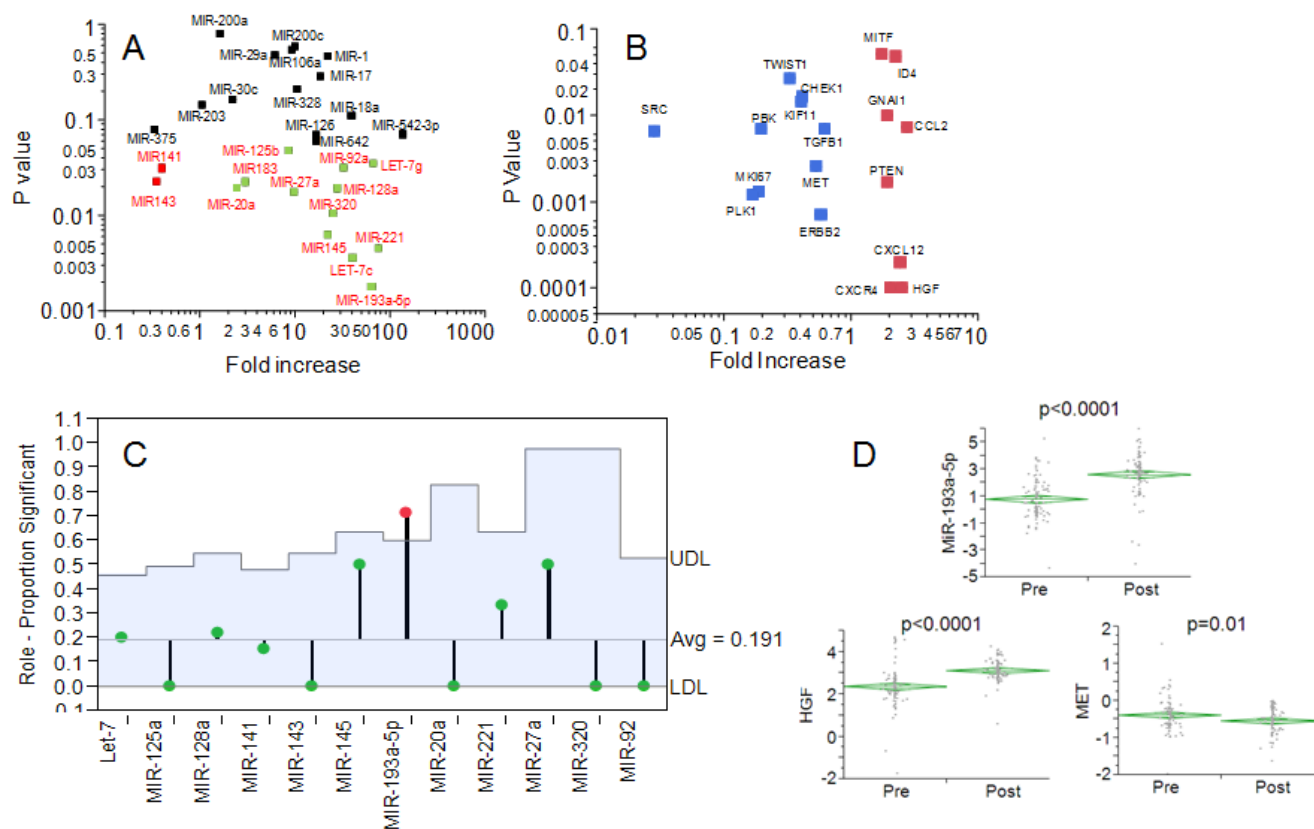 A
P value
1
0.5
0.3
0.1
0.05
0.03
0.01
0.005
0.003
0.001
MIR-200a
MIR200c
MIR-29a
MIR106a
MIR-1
MIR-17
MIR-30c
MIR-328
MIR-203
MIR-18a
MIR-126
MIR-542-3p
MIR-375
MIR-642
MIR141
MIR-125b
MIR-92a
LET-7g
MIR183
MIR-27a
MIR-128a
MIR143
MIR-20a
MIR-320
MIR145
MIR-221
LET-7c
MIR-193a-5p
0.1 0.3 0.6 1 2 3 4 6 10 30 50 100 1000
Fold increase
B
P Value
0.1
0.05
0.03
0.02
0.01
0.003
0.001
0.0005
0.0003
0.0001
0.00005
MITF
TWIST1
ID4
CHEK1
SRC
PBK
KIF11
GNAI1
CCL2
TGFB1
MKI67
MET
PTEN
PLK1
ERBB2
CXCL12
CXCR4
HGF
0.01 0.05 0.1 0.2 0.4 0.7 1 2 3 4 567 10
Fold Increase
C
Role - Proportion Significant
1.1
1.0
0.9
0.8
0.7
0.6
0.5
0.4
0.3
0.2
0.1
0.0
0.1
UDL
Avg = 0.191
LDL
Let-7
MIR-125a
MIR-128a
MIR-141
MIR-143
MIR-145
MIR-193a-5p
MIR-20a
MIR-221
MIR-27a
MIR-320
MIR-92
D
p<0.0001
MiR-193a-5p
5
3
1
-1
-3
-5
Pre Post
p<0.0001
HGF
4
2
0
-2
Pre Post
p=0.01
MET
2
1
0
-1
-2
Pre Post